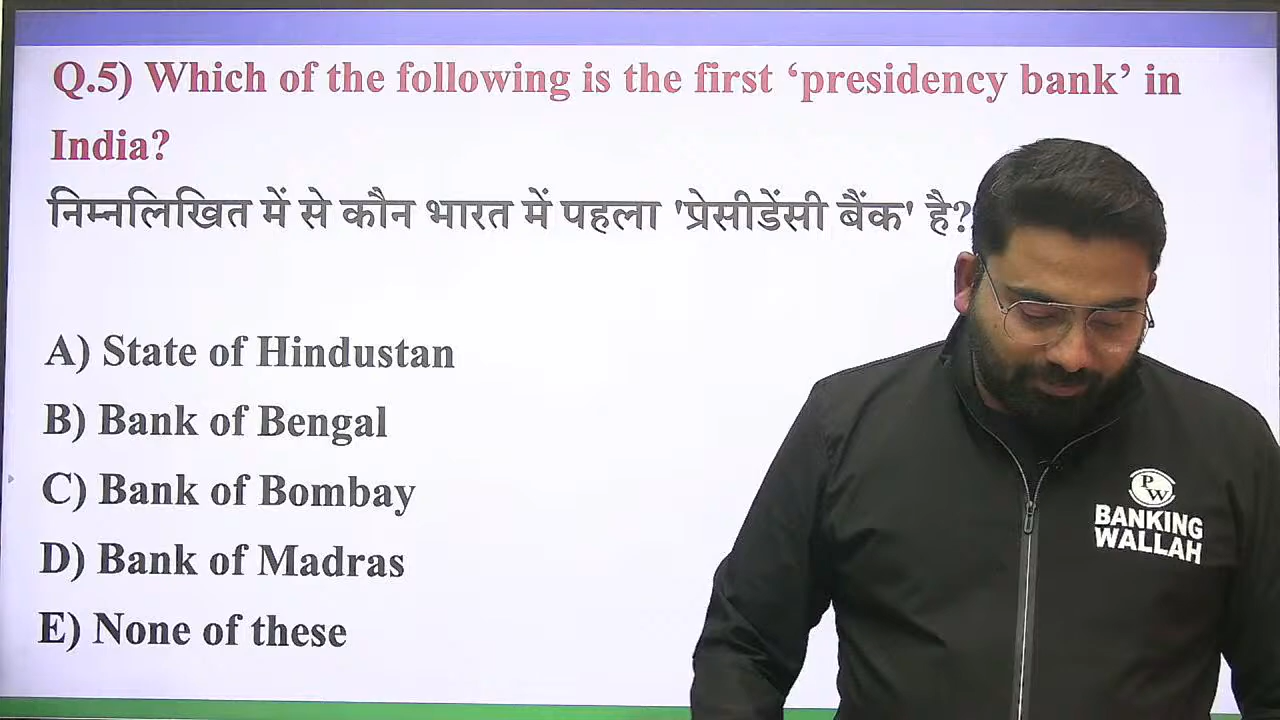 Q.5) Which of the following is the first ‘presidency bank’ in
India?
निम्नलिखित में से कौन भारत में पहला 'प्रेसीडेंसी बैंक' है?
A) State of Hindustan
B) Bank of Bengal
C) Bank of Bombay
D) Bank of Madras
E) None of these
PW
BANKING
WALLAH